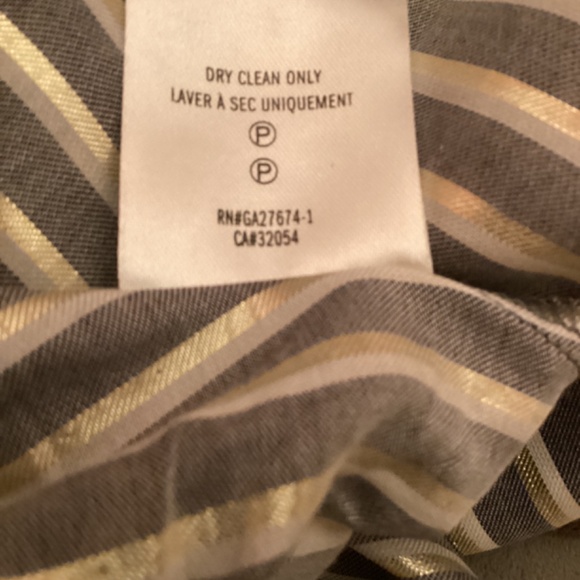 DRY CLEAN ONLY
LAVER À SEC UNIQUEMENT
Ⓟ
Ⓟ
RN#GA27674-1
CA#32054